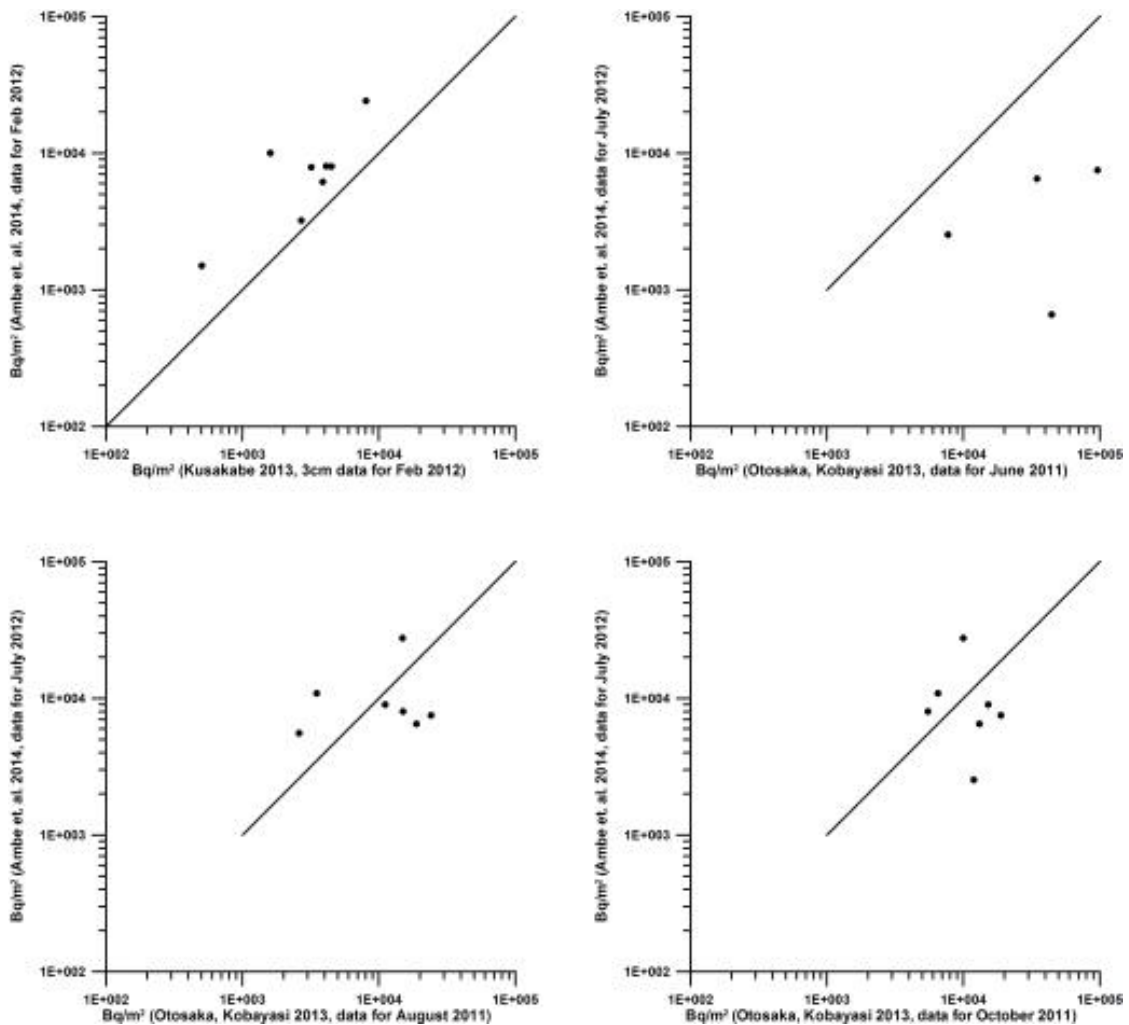 1E+005
1E+004
1E+003
1E+002
Bq/m² (Ambe et. al. 2014, data for Feb 2012)
1E+002 1E+003 1E+004 1E+005
Bq/m² (Kusakabe 2013, 3cm data for Feb 2012)
1E+005
1E+004
1E+003
1E+002
Bq/m² (Ambe et. al. 2014, data for July 2012)
1E+002 1E+003 1E+004 1E+005
Bq/m² (Otosaka, Kobayasi 2013, data for June 2011)
1E+005
1E+004
1E+003
1E+002
Bq/m² (Ambe et. al. 2014, data for July 2012)
1E+002 1E+003 1E+004 1E+005
Bq/m² (Otosaka, Kobayasi 2013, data for August 2011)
1E+005
1E+004
1E+003
1E+002
Bq/m² (Ambe et. al. 2014, data for July 2012)
1E+002 1E+003 1E+004 1E+005
Bq/m² (Otosaka, Kobayasi 2013, data for October 2011)